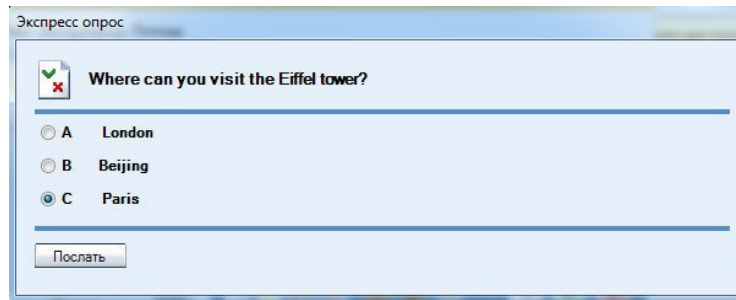 Экспресс опрос
Where can you visit the Eiffel tower?
A London
B Beijing
C Paris
Послать